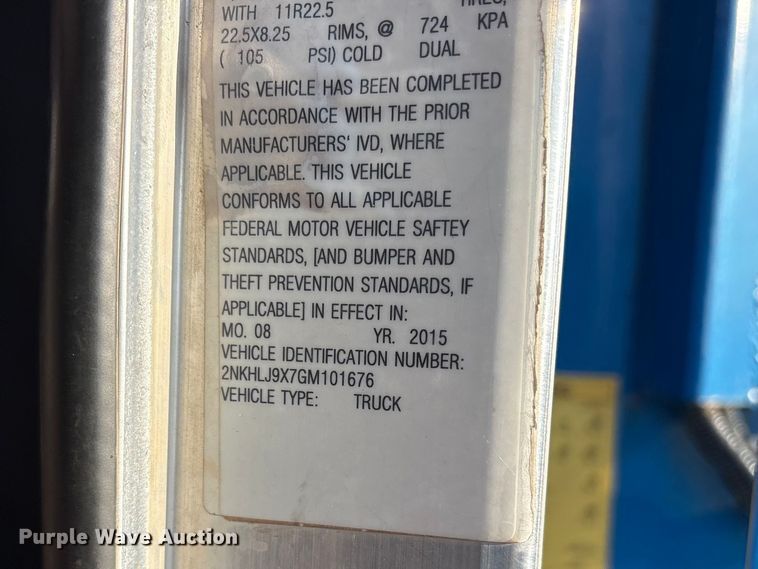 WITH 11R22.5 TIRES,
22.5X8.25 RIMS, @ 724 KPA
( 105 PSI) COLD DUAL
THIS VEHICLE HAS BEEN COMPLETED
IN ACCORDANCE WITH THE PRIOR
MANUFACTURERS' IVD, WHERE
APPLICABLE. THIS VEHICLE
CONFORMS TO ALL APPLICABLE
FEDERAL MOTOR VEHICLE SAFTEY
STANDARDS, [AND BUMPER AND
THEFT PREVENTION STANDARDS, IF
APPLICABLE] IN EFFECT IN:
MO. 08 YR. 2015
VEHICLE IDENTIFICATION NUMBER:
2NKHLJ9X7GM101676
VEHICLE TYPE: TRUCK
Purple Wave Auction